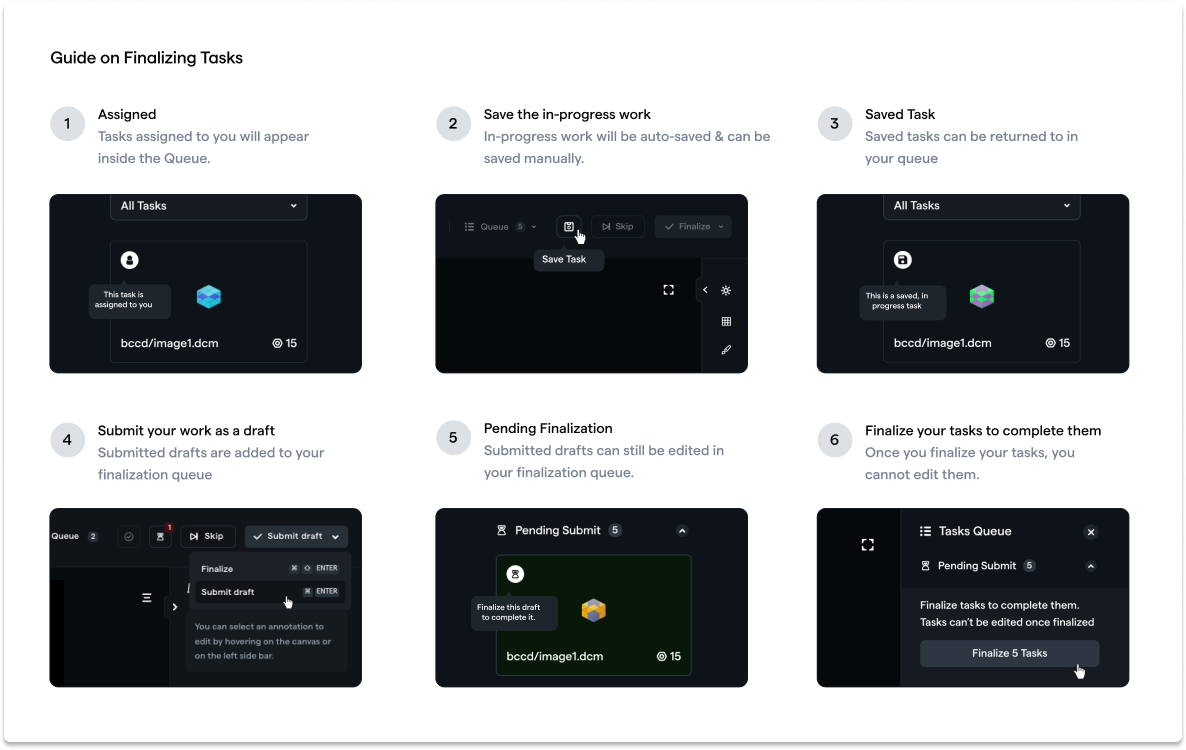 Guide on Finalizing Tasks
1
Assigned
Tasks assigned to you will appear
inside the Queue.
All Tasks
This task is
assigned to you
bccd/image1.dcm
15
2
Save the in-progress work
In-progress work will be auto-saved & can be
saved manually.
Queue 5
Skip
Finalize
Save Task
3
Saved Task
Saved tasks can be returned to in
your queue
All Tasks
This is a saved, in
progress task
bccd/image1.dcm
15
4
Submit your work as a draft
Submitted drafts are added to your
finalization queue
Queue 2
1
Skip
Submit draft
Finalize ⌘ ⇧ ENTER
Submit draft ⌘ ENTER
You can select an annotation to
edit by hovering on the canvas or
on the left side bar.
5
Pending Finalization
Submitted drafts can still be edited in
your finalization queue.
Pending Submit 5
Finalize this draft
to complete it.
bccd/image1.dcm
15
6
Finalize your tasks to complete them
Once you finalize your tasks, you
cannot edit them.
Tasks Queue
Pending Submit 5
Finalize tasks to complete them.
Tasks can't be edited once finalized
Finalize 5 Tasks